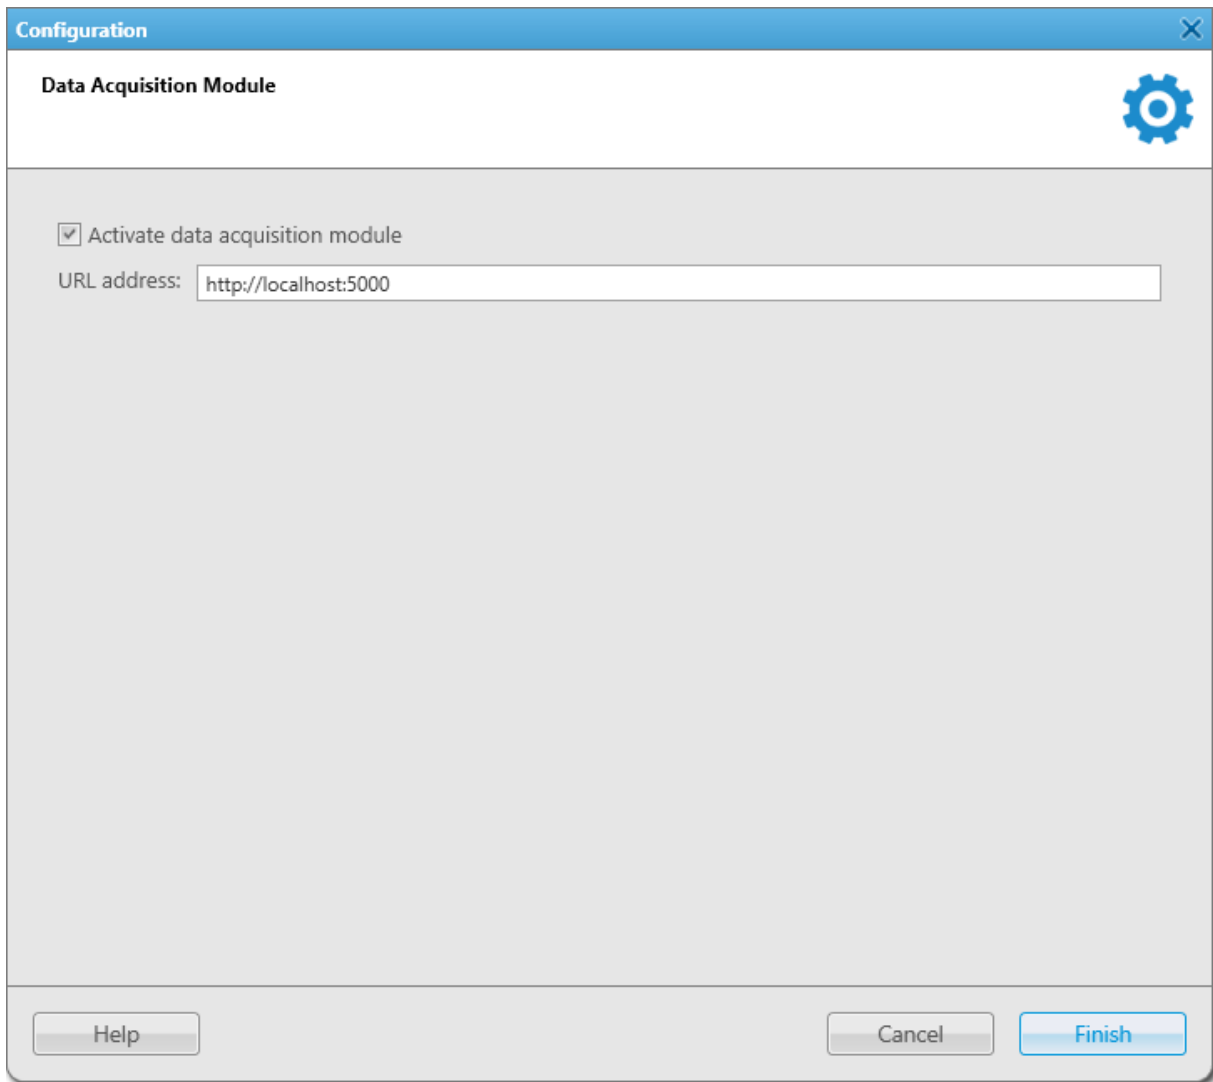 Configuration
Data Acquisition Module
Activate data acquisition module
URL address: http://localhost:5000
Help Cancel Finish